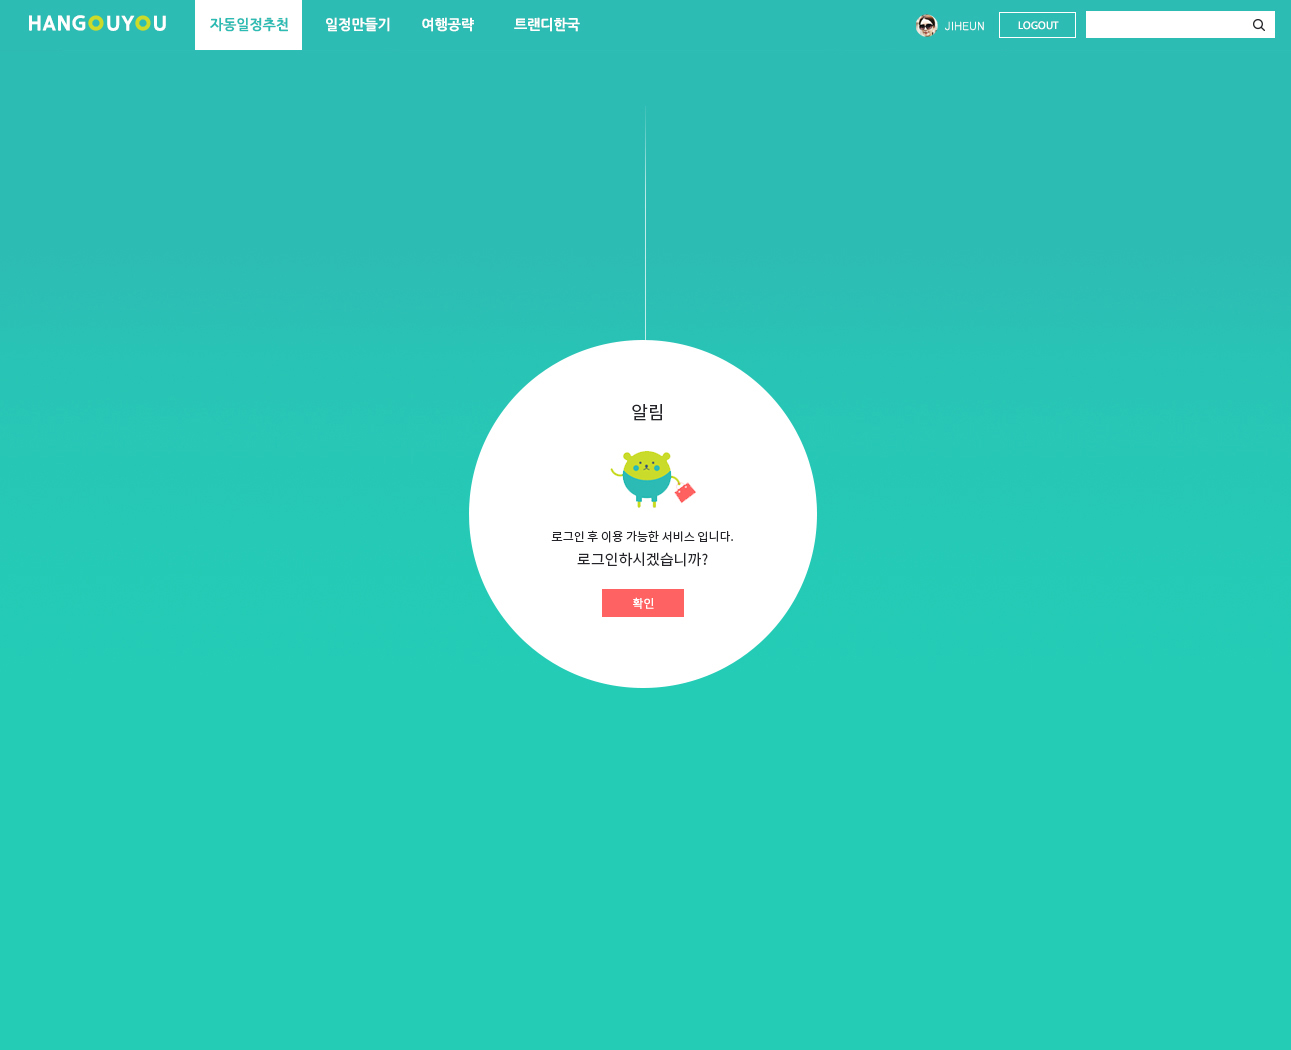 HANGOUYOU
자동일정추천
일정만들기
여행공략
트랜디한국
JIHEUN
LOGOUT
알림
로그인 후 이용 가능한 서비스 입니다.
로그인하시겠습니까?
확인